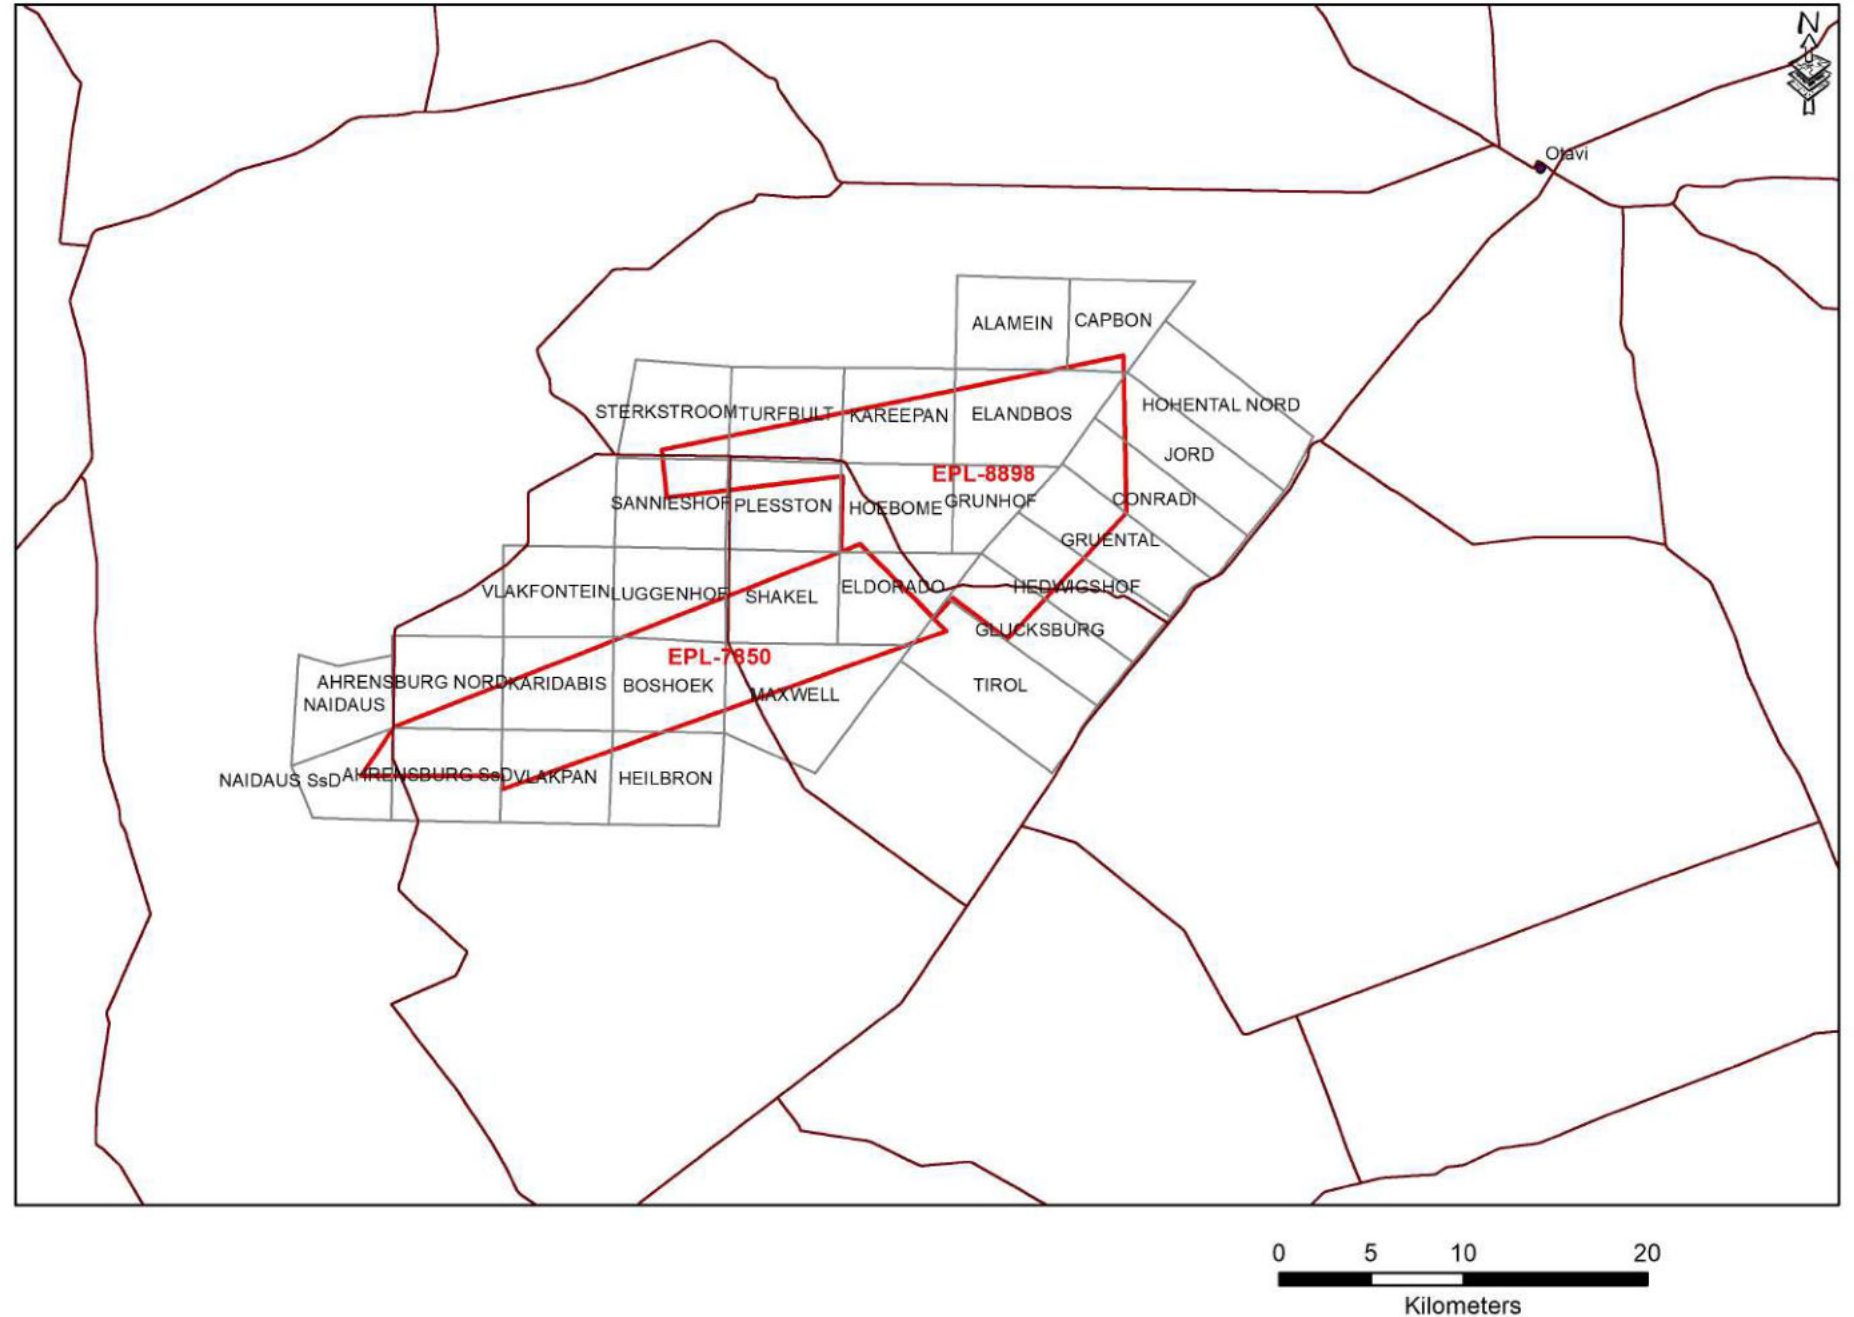 N
Otavi
ALAMEIN
CAPBON
STERKSTROOM
TURFBULT
KAREEPAN
ELANDBOS
HOHENTAL NORD
JORD
EPL-8898
SANNIESHOF
PLESSTON
HOEBOME
GRUNHOF
CONRADI
GRUENTAL
VLAKFONTEIN
LUGGENHOF
SHAKEL
ELDORADO
HEDWIGSHOF
GLUCKSBURG
EPL-7850
AHRENSBURG NORD
KARIDABIS
BOSHOEK
MAXWELL
TIROL
NAIDAUS
NAIDAUS SsD
AHRENSBURG SsD
VLAKPAN
HEILBRON
0 5 10 20
Kilometers